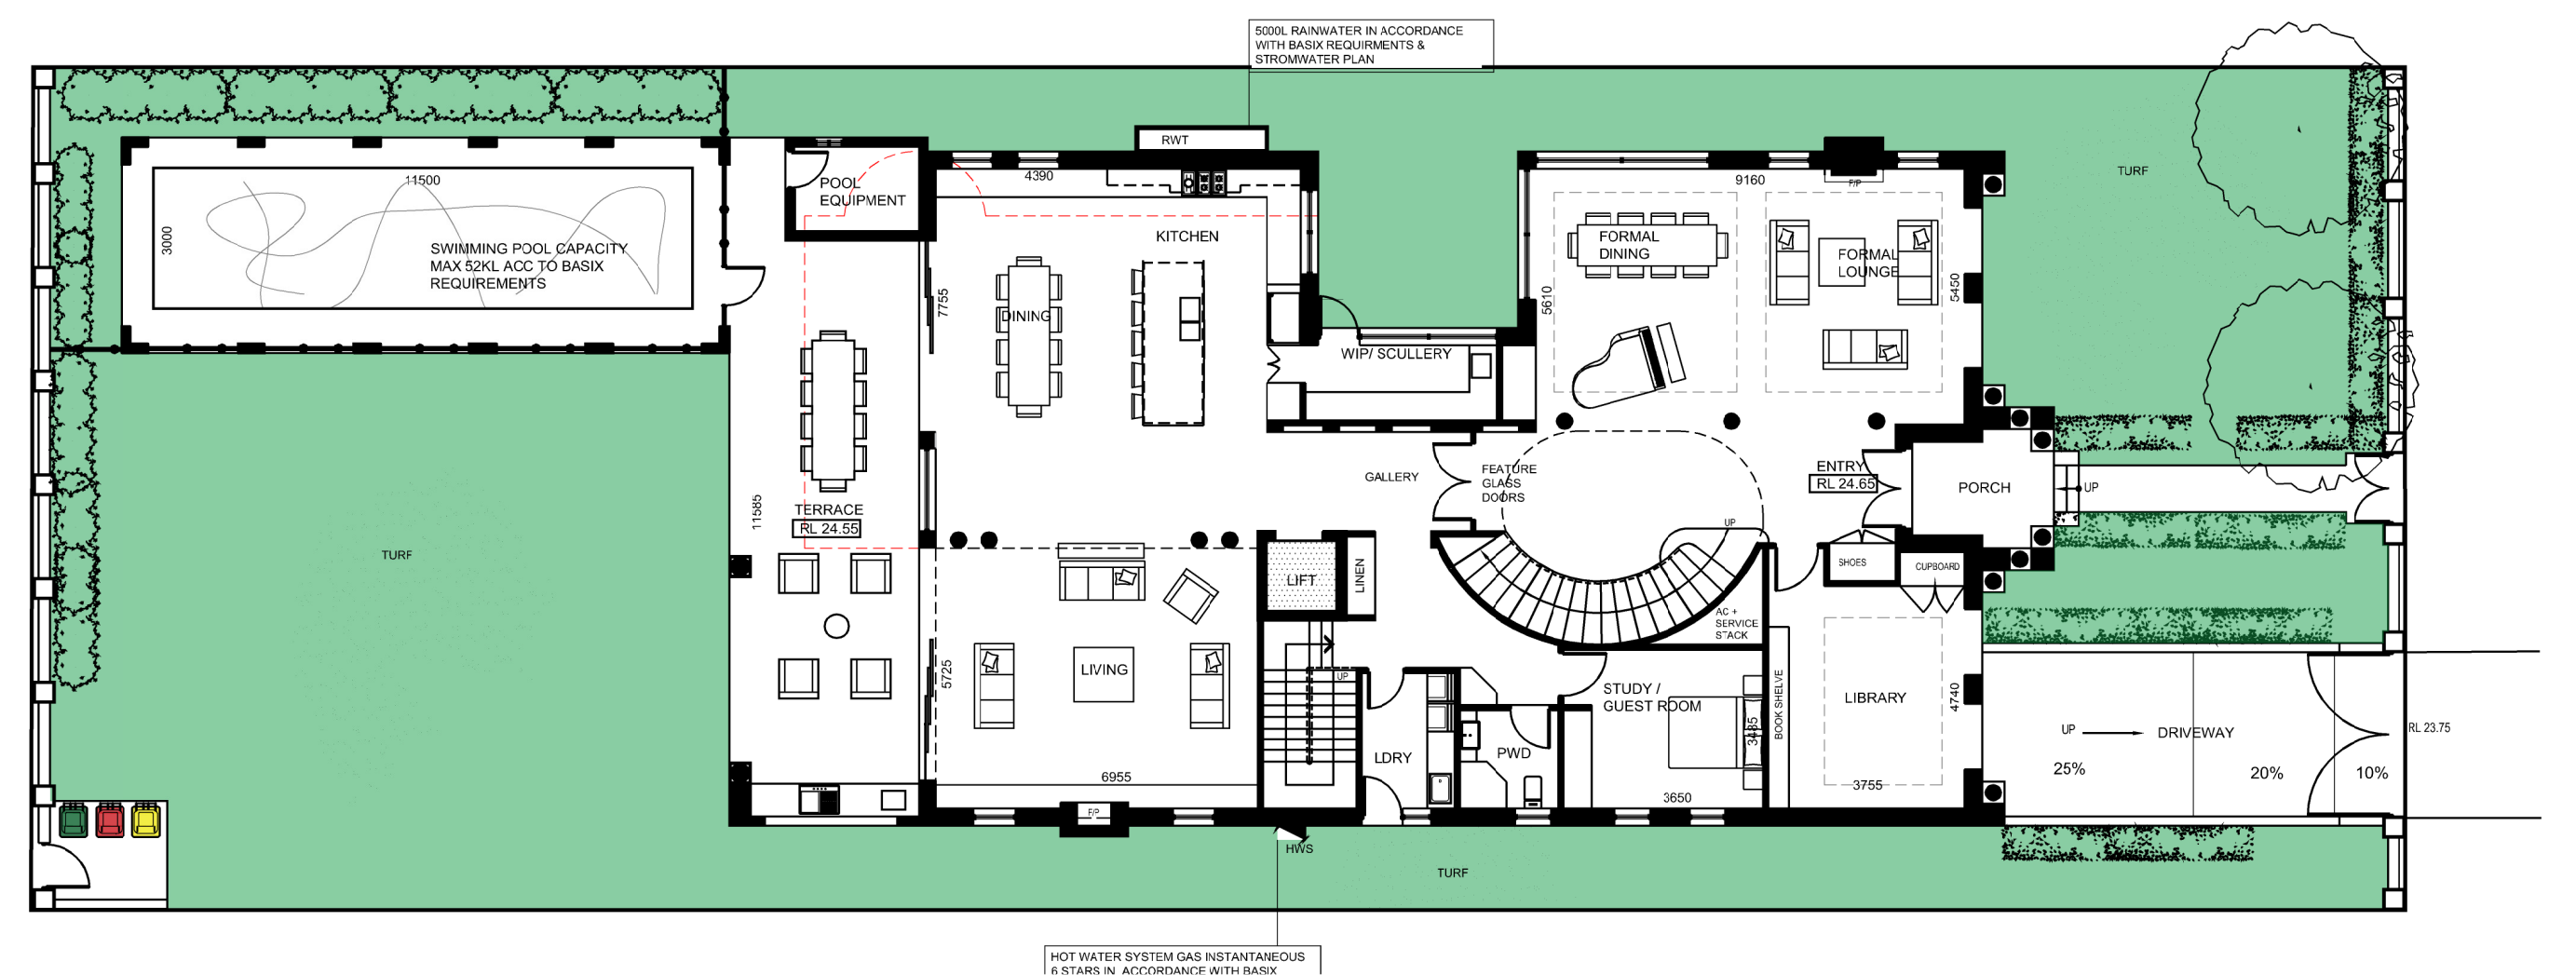 5000L RAINWATER IN ACCORDANCE
WITH BASIX REQUIRMENTS &
STROMWATER PLAN
RWT
4390
11500
3000
SWIMMING POOL CAPACITY
MAX 52KL ACC TO BASIX
REQUIREMENTS
POOL
EQUIPMENT
KITCHEN
DINING
7755
WIP/ SCULLERY
9160
F/P
FORMAL
DINING
FORMAL
LOUNGE
5610
5450
TURF
TERRACE
RL 24.55
11585
GALLERY
FEATURE
GLASS
DOORS
ENTRY
RL 24.65
PORCH
UP
UP
TURF
LIFT
LINEN
SHOES
CUPBOARD
AC +
SERVICE
STACK
LIVING
5725
6955
F/P
UP
LDRY
PWD
STUDY /
GUEST ROOM
3485
3650
BOOK SHELVE
LIBRARY
4740
3755
UP
DRIVEWAY
25%
20%
10%
RL 23.75
HWS
TURF
HOT WATER SYSTEM GAS INSTANTANEOUS
6 STARS IN ACCORDANCE WITH BASIX